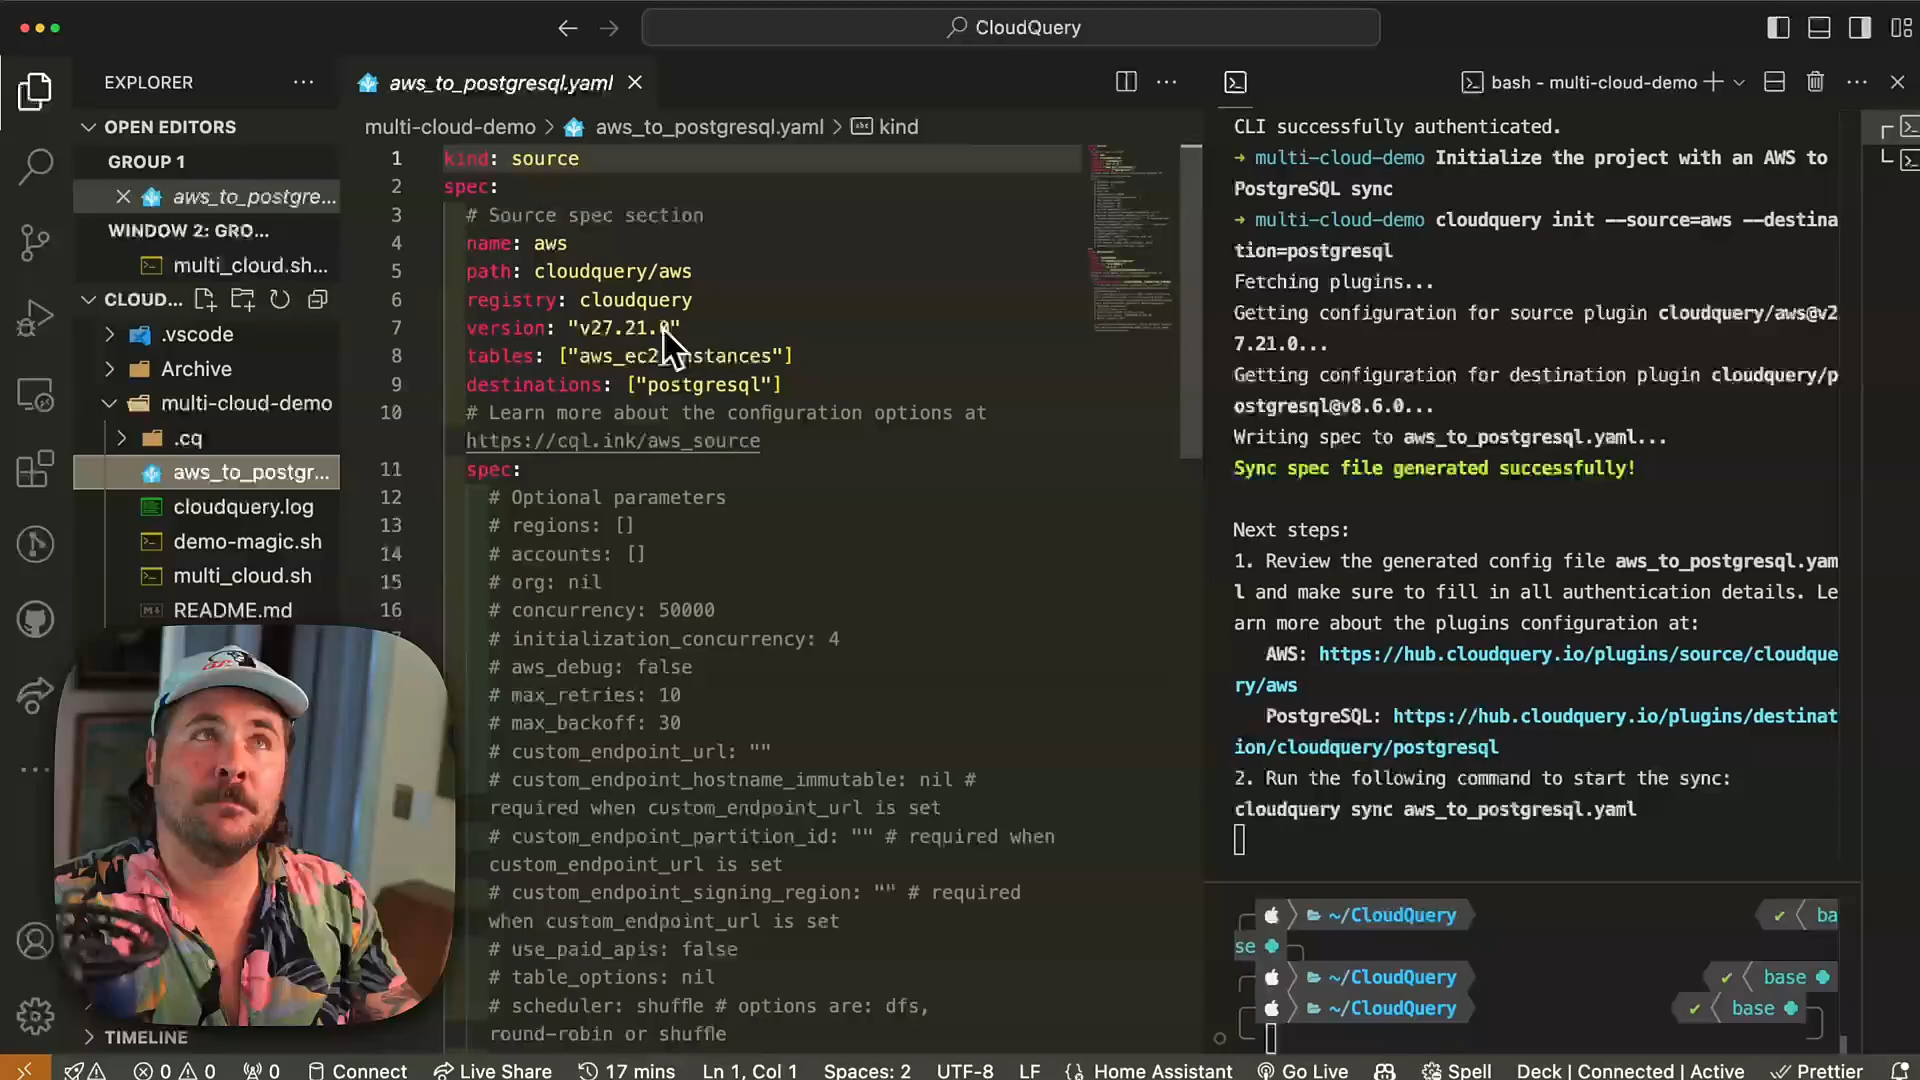 CloudQuery
EXPLORER
OPEN EDITORS
GROUP 1
aws_to_postgre...
WINDOW 2: GRO...
multi_cloud.sh...
CLOUD...
.vscode
Archive
multi-cloud-demo
.cq
aws_to_postgr...
cloudquery.log
demo-magic.sh
multi_cloud.sh
README.md
TIMELINE
aws_to_postgresql.yaml
multi-cloud-demo > aws_to_postgresql.yaml > kind
1 kind: source
2 spec:
3 # Source spec section
4 name: aws
5 path: cloudquery/aws
6 registry: cloudquery
7 version: "v27.21.0"
8 tables: ["aws_ec2_instances"]
9 destinations: ["postgresql"]
10 # Learn more about the configuration options at
https://cql.ink/aws_source
11 spec:
12 # Optional parameters
13 # regions: []
14 # accounts: []
15 # org: nil
16 # concurrency: 50000
# initialization_concurrency: 4
# aws_debug: false
# max_retries: 10
# max_backoff: 30
# custom_endpoint_url: ""
# custom_endpoint_hostname_immutable: nil #
required when custom_endpoint_url is set
# custom_endpoint_partition_id: "" # required when
custom_endpoint_url is set
# custom_endpoint_signing_region: "" # required
when custom_endpoint_url is set
# use_paid_apis: false
# table_options: nil
# scheduler: shuffle # options are: dfs,
round-robin or shuffle
bash - multi-cloud-demo
CLI successfully authenticated.
→ multi-cloud-demo Initialize the project with an AWS to
PostgreSQL sync
→ multi-cloud-demo cloudquery init --source=aws --destina
tion=postgresql
Fetching plugins...
Getting configuration for source plugin cloudquery/aws@v2
7.21.0...
Getting configuration for destination plugin cloudquery/p
ostgresql@v8.6.0...
Writing spec to aws_to_postgresql.yaml...
Sync spec file generated successfully!
Next steps:
1. Review the generated config file aws_to_postgresql.yam
l and make sure to fill in all authentication details. Le
arn more about the plugins configuration at:
AWS: https://hub.cloudquery.io/plugins/source/cloudque
ry/aws
PostgreSQL: https://hub.cloudquery.io/plugins/destinat
ion/cloudquery/postgresql
2. Run the following command to start the sync:
cloudquery sync aws_to_postgresql.yaml
~/CloudQuery ✔ ba
se
~/CloudQuery ✔ base
~/CloudQuery ✔ base
0 0 0 Connect Live Share 17 mins Ln 1, Col 1 Spaces: 2 UTF-8 LF Home Assistant Go Live Spell Deck | Connected | Active Prettier